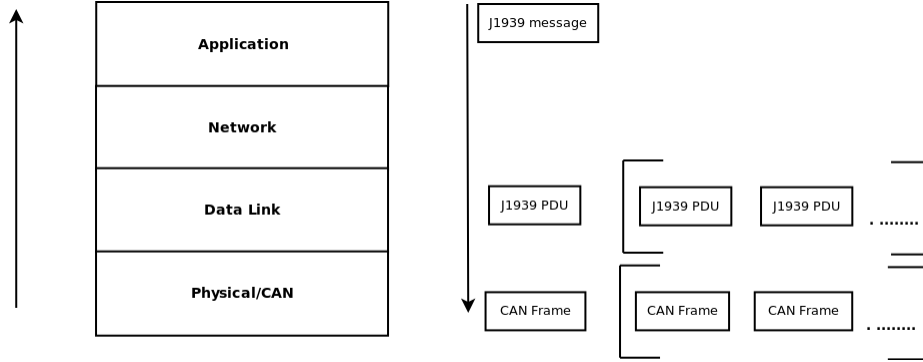 J1939 message
Application
Network
Data Link
J1939 PDU
J1939 PDU
J1939 PDU
. ........
Physical/CAN
CAN Frame
CAN Frame
CAN Frame
. ........